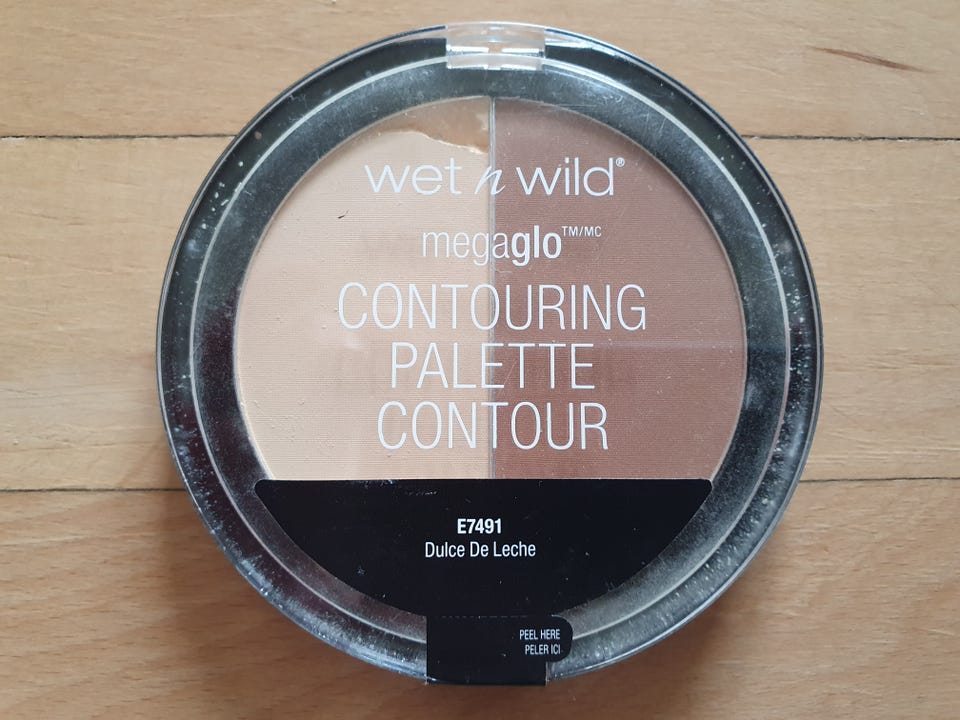 wet n wild®
megaglo™/MC
CONTOURING
PALETTE
CONTOUR
E7491
Dulce De Leche
PEEL HERE
PELER ICI